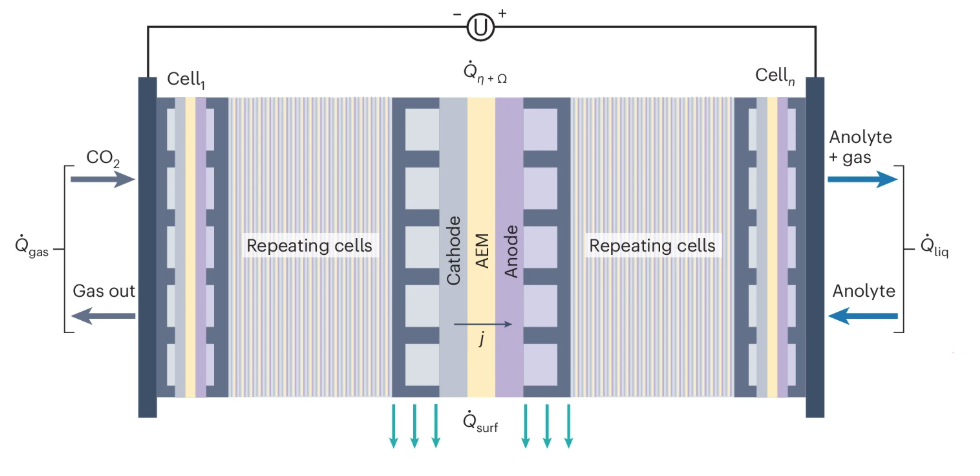 − U +
Q̇η + Ω
Cell1
Celln
CO2
Anolyte
+ gas
Q̇gas
Repeating cells
Cathode
AEM
Anode
Repeating cells
Q̇liq
Gas out
Anolyte
j
Q̇surf